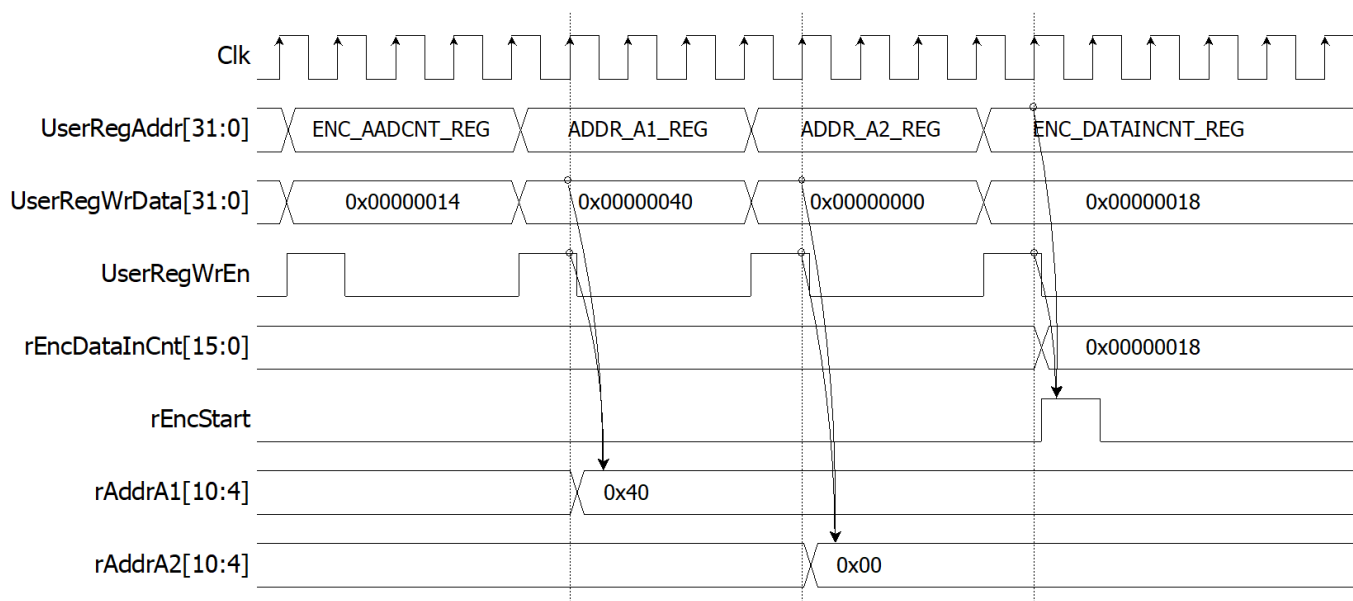 Clk
UserRegAddr[31:0] ENC_AADCNT_REG ADDR_A1_REG ADDR_A2_REG ENC_DATAINCNT_REG
UserRegWrData[31:0] 0x00000014 0x00000040 0x00000000 0x00000018
UserRegWrEn
rEncDataInCnt[15:0] 0x00000018
rEncStart
rAddrA1[10:4] 0x40
rAddrA2[10:4] 0x00